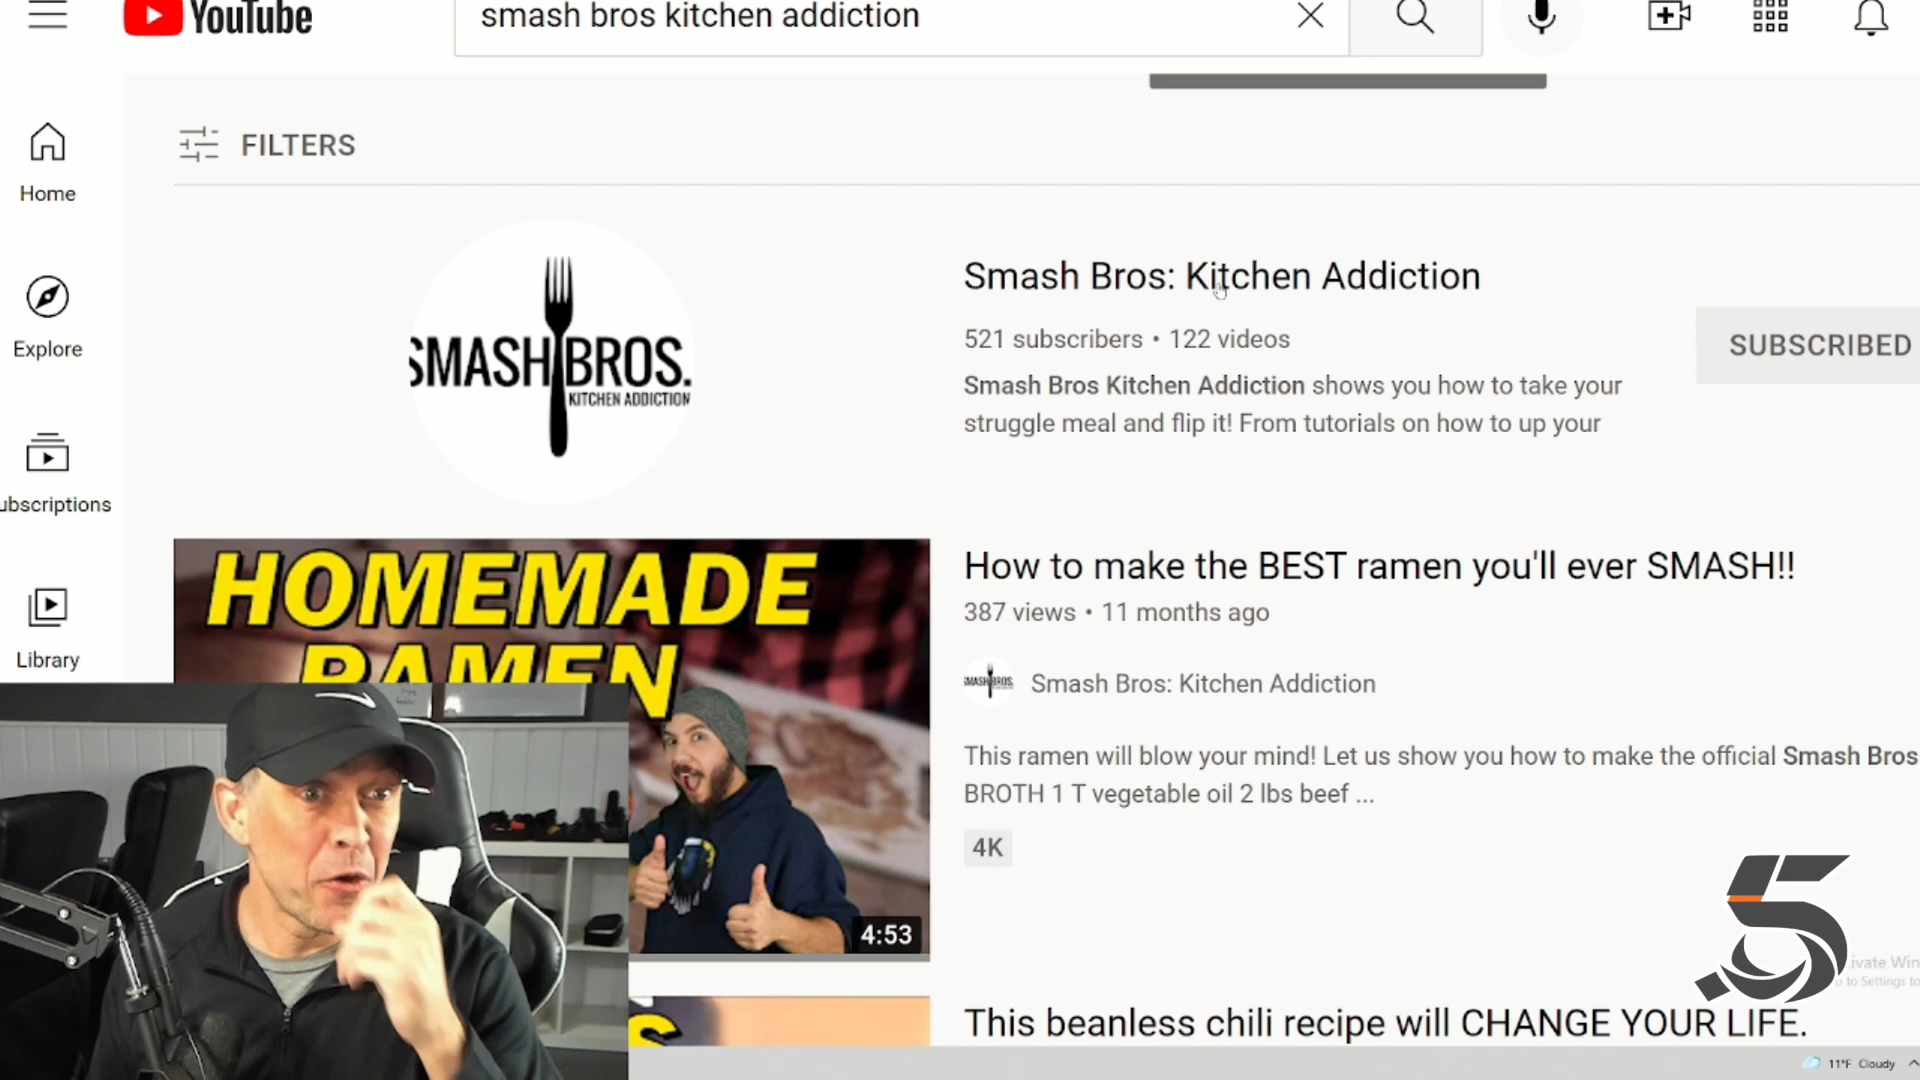 YouTube
smash bros kitchen addiction
FILTERS
Home
Explore
ubscriptions
Library
SMASH BROS.
KITCHEN ADDICTION
Smash Bros: Kitchen Addiction
521 subscribers • 122 videos
Smash Bros Kitchen Addiction shows you how to take your
struggle meal and flip it! From tutorials on how to up your
SUBSCRIBED
HOMEMADE
RAMEN
4:53
How to make the BEST ramen you'll ever SMASH!!
387 views • 11 months ago
Smash Bros: Kitchen Addiction
This ramen will blow your mind! Let us show you how to make the official Smash Bros
BROTH 1 T vegetable oil 2 lbs beef ...
4K
5
This beanless chili recipe will CHANGE YOUR LIFE.
11°F Cloudy